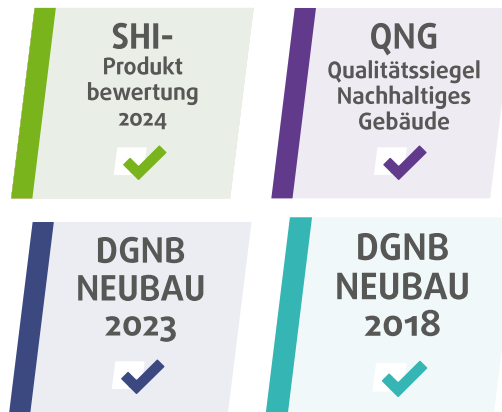 SHI-
Produkt
bewertung
2024
QNG
Qualitätssiegel
Nachhaltiges
Gebäude
DGNB
NEUBAU
2023
DGNB
NEUBAU
2018